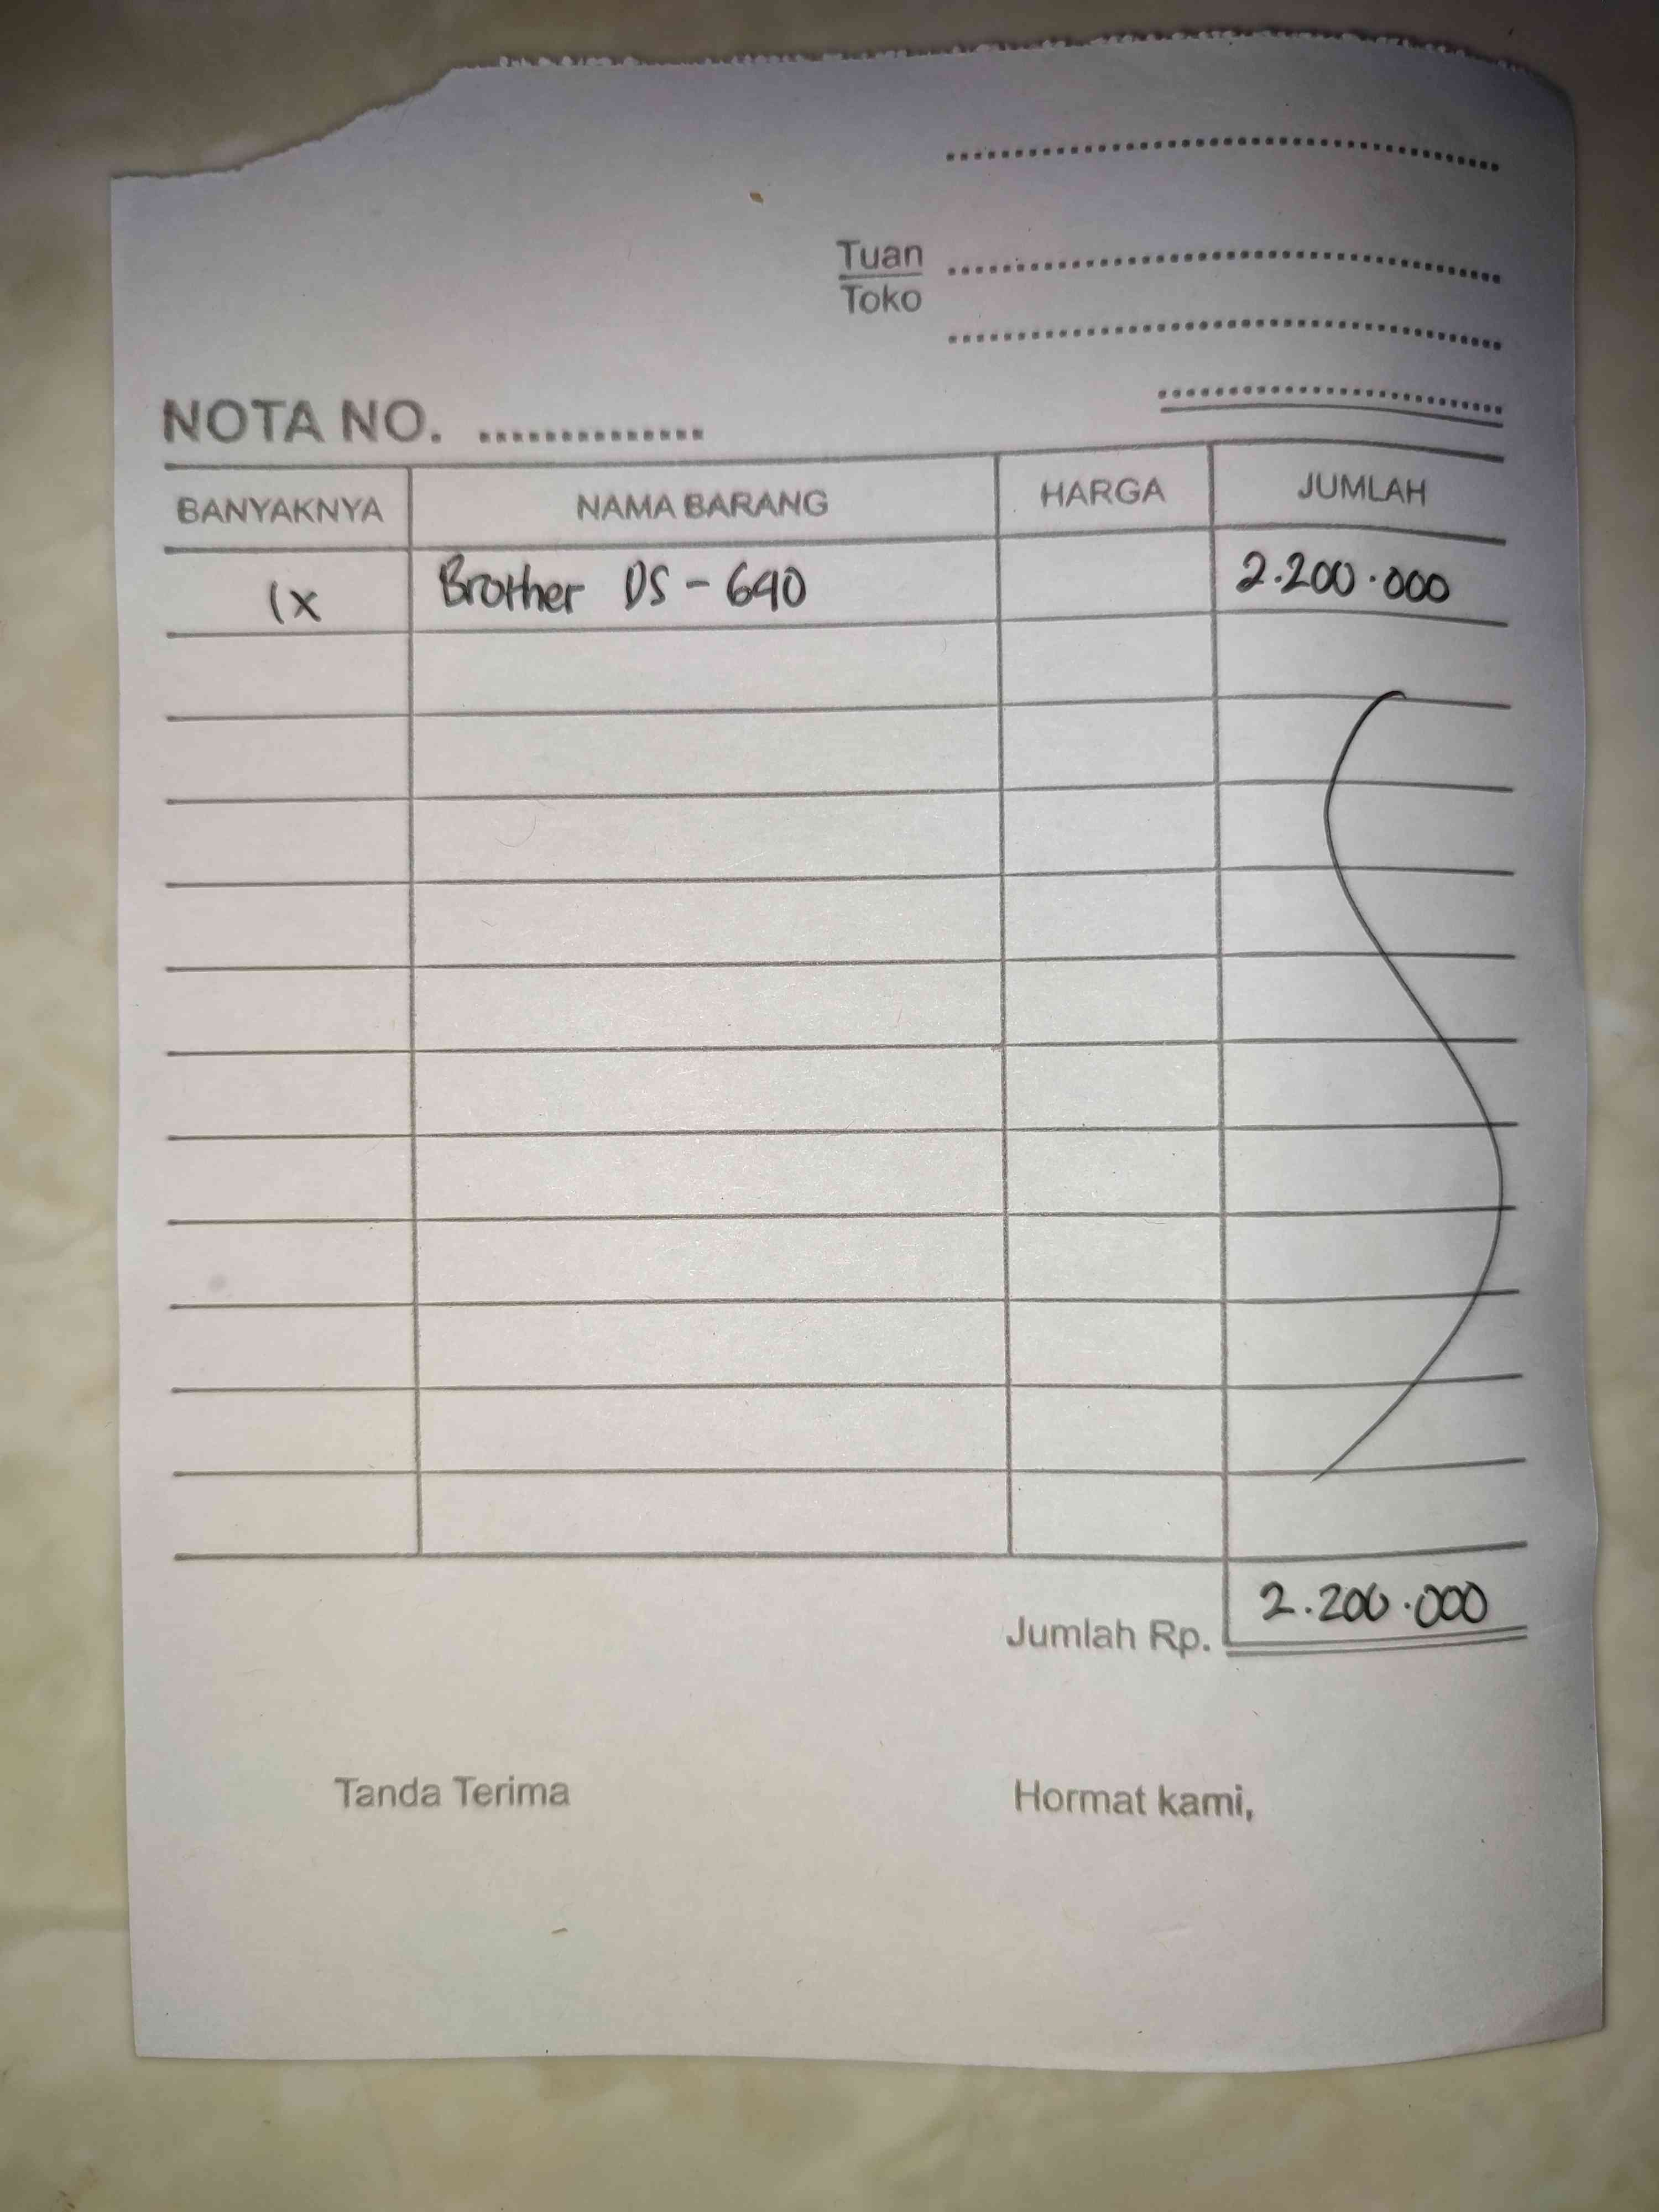 Tuan
Toko
NOTA NO. ..............
BANYAKNYA NAMA BARANG HARGA JUMLAH
1x Brother DS - 640 2.200.000
Jumlah Rp. 2.200.000
Tanda Terima Hormat kami,